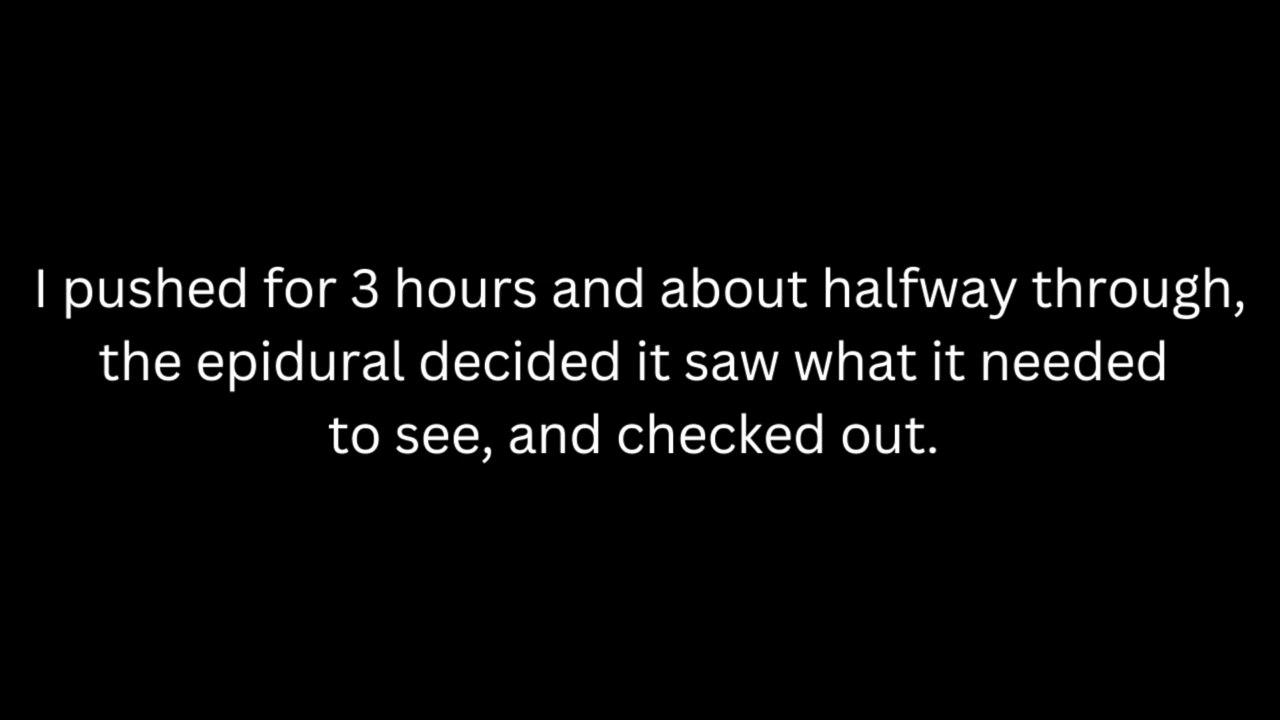 I pushed for 3 hours and about halfway through,
the epidural decided it saw what it needed
to see, and checked out.